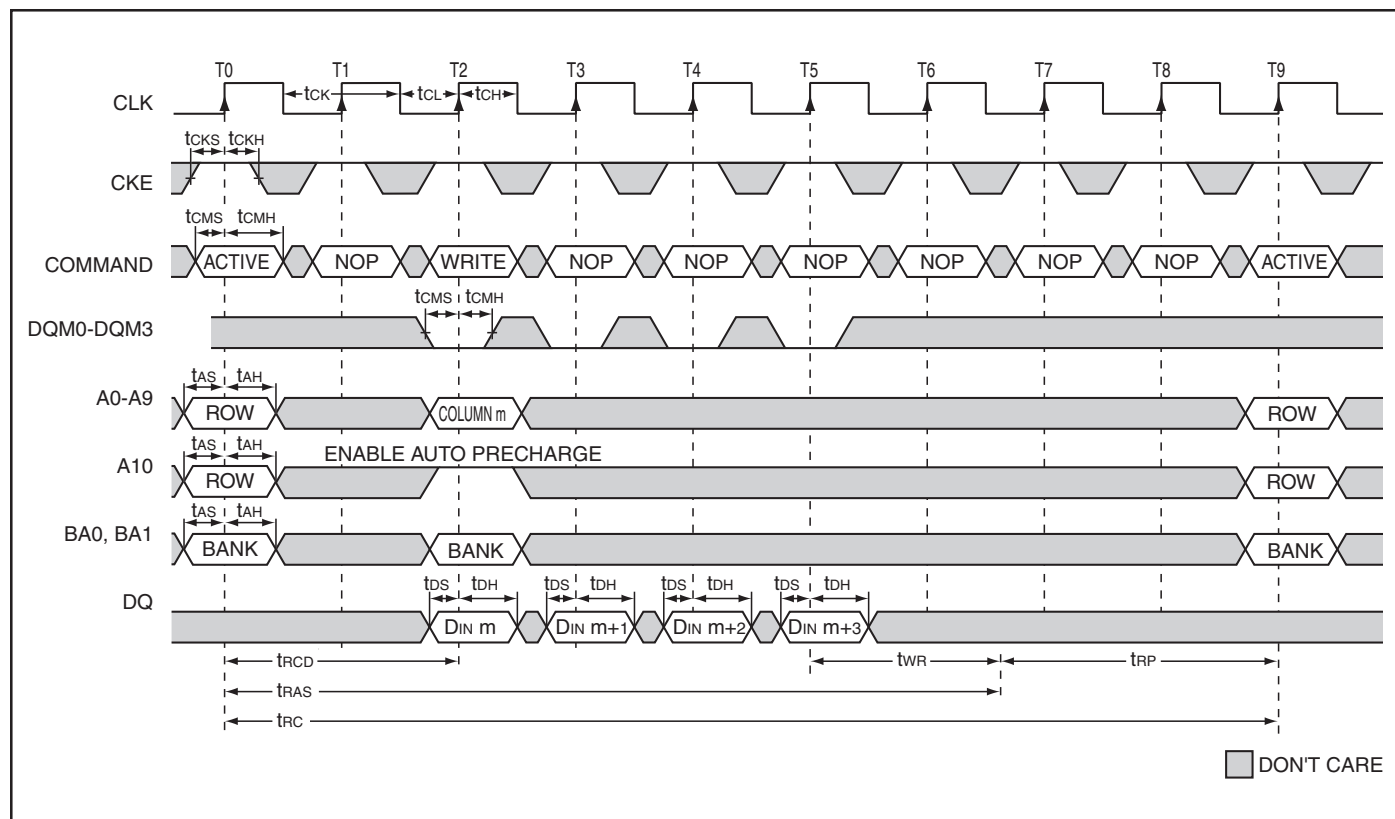 T0 T1 T2 T3 T4 T5 T6 T7 T8 T9
CLK tCK tCL tCH
tCKS tCKH
CKE
tCMS tCMH
COMMAND ACTIVE NOP WRITE NOP NOP NOP NOP NOP NOP ACTIVE
tCMS tCMH
DQM0-DQM3
tAS tAH
A0-A9 ROW COLUMN m ROW
tAS tAH ENABLE AUTO PRECHARGE
A10 ROW ROW
tAS tAH
BA0, BA1 BANK BANK BANK
tDS tDH tDS tDH tDS tDH tDS tDH
DQ DIN m DIN m+1 DIN m+2 DIN m+3
tRCD tWR tRP
tRAS
tRC
DON'T CARE